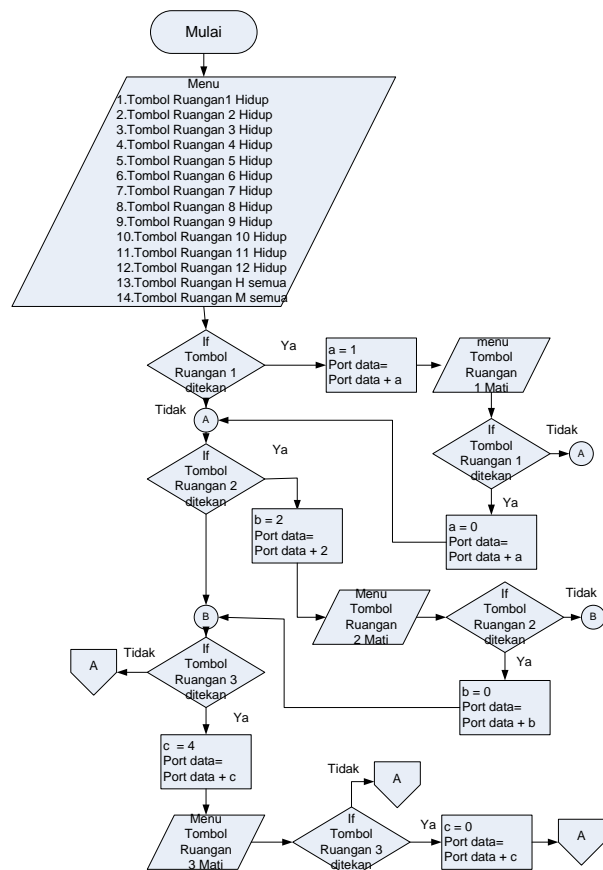 Mulai
Menu
1.Tombol Ruangan1 Hidup
2.Tombol Ruangan 2 Hidup
3.Tombol Ruangan 3 Hidup
4.Tombol Ruangan 4 Hidup
5.Tombol Ruangan 5 Hidup
6.Tombol Ruangan 6 Hidup
7.Tombol Ruangan 7 Hidup
8.Tombol Ruangan 8 Hidup
9.Tombol Ruangan 9 Hidup
10.Tombol Ruangan 10 Hidup
11.Tombol Ruangan 11 Hidup
12.Tombol Ruangan 12 Hidup
13.Tombol Ruangan H semua
14.Tombol Ruangan M semua
If
Tombol
Ruangan 1
ditekan
Ya
a = 1
Port data=
Port data + a
menu
Tombol
Ruangan
1 Mati
Tidak
A
If
Tombol
Ruangan 1
ditekan
Tidak
A
Ya
a = 0
Port data=
Port data + a
If
Tombol
Ruangan 2
ditekan
Ya
b = 2
Port data=
Port data + 2
Menu
Tombol
Ruangan
2 Mati
If
Tombol
Ruangan 2
ditekan
Tidak
B
Ya
b = 0
Port data=
Port data + b
B
If
Tombol
Ruangan 3
ditekan
Tidak
A
Ya
c = 4
Port data=
Port data + c
Menu
Tombol
Ruangan
3 Mati
If
Tombol
Ruangan 3
ditekan
Tidak
A
Ya
c = 0
Port data=
Port data + c
A